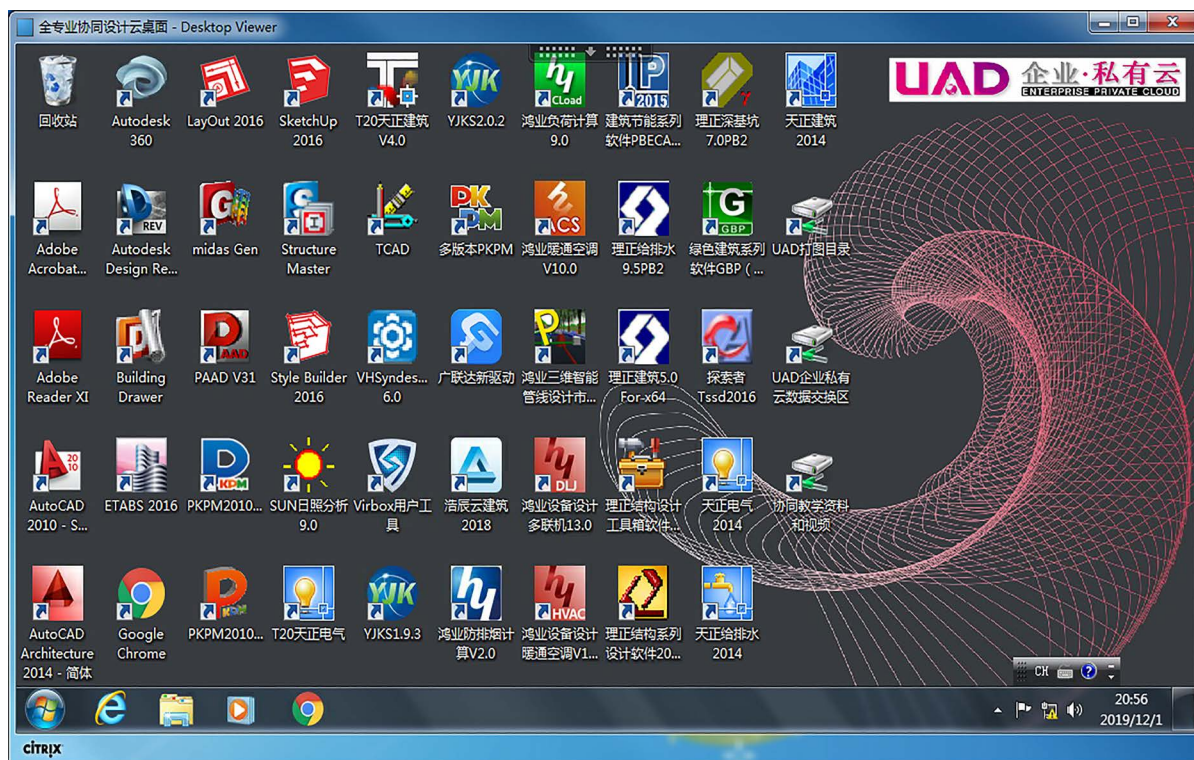 全专业协同设计云桌面 - Desktop Viewer
UAD 企业·私有云
ENTERPRISE PRIVATE CLOUD
回收站
Autodesk
360
LayOut 2016
SketchUp
2016
T20天正建筑
V4.0
YJK
YJKS2.0.2
CLoad
鸿业负荷计算
9.0
2015
建筑节能系列
软件PBECA...
理正深基坑
7.0PB2
天正建筑
2014
Adobe
Acrobat...
REV
Autodesk
Design Re...
midas Gen
Structure
Master
TCAD
PKPM
多版本PKPM
ACS
鸿业暖通空调
V10.0
理正给排水
9.5PB2
G
GBP
绿色建筑系列
软件GBP ( ...
UAD打图目录
Adobe
Reader XI
Building
Drawer
PAAD
PAAD V31
Style Builder
2016
VHSyndes...
6.0
广联达新驱动
鸿业三维智能
管线设计市...
理正建筑5.0
For-x64
探索者
Tssd2016
UAD企业私有
云数据交换区
2010
AutoCAD
2010 - S...
ETABS 2016
PKPM2010...
SUN日照分析
9.0
Virbox用户工
具
浩辰云建筑
2018
hy
DLJ
鸿业设备设计
多联机13.0
理正结构设计
工具箱软件...
天正电气
2014
协同教学资料
和视频
AutoCAD
Architecture
2014 - 简体
Google
Chrome
PKPM2010...
T20天正电气
YJK
YJKS1.9.3
hy
鸿业防排烟计
算V2.0
hy
HVAC
鸿业设备设计
暖通空调V1...
理正结构系列
设计软件20...
天正给排水
2014
CH
20:56
2019/12/1
CITRIX